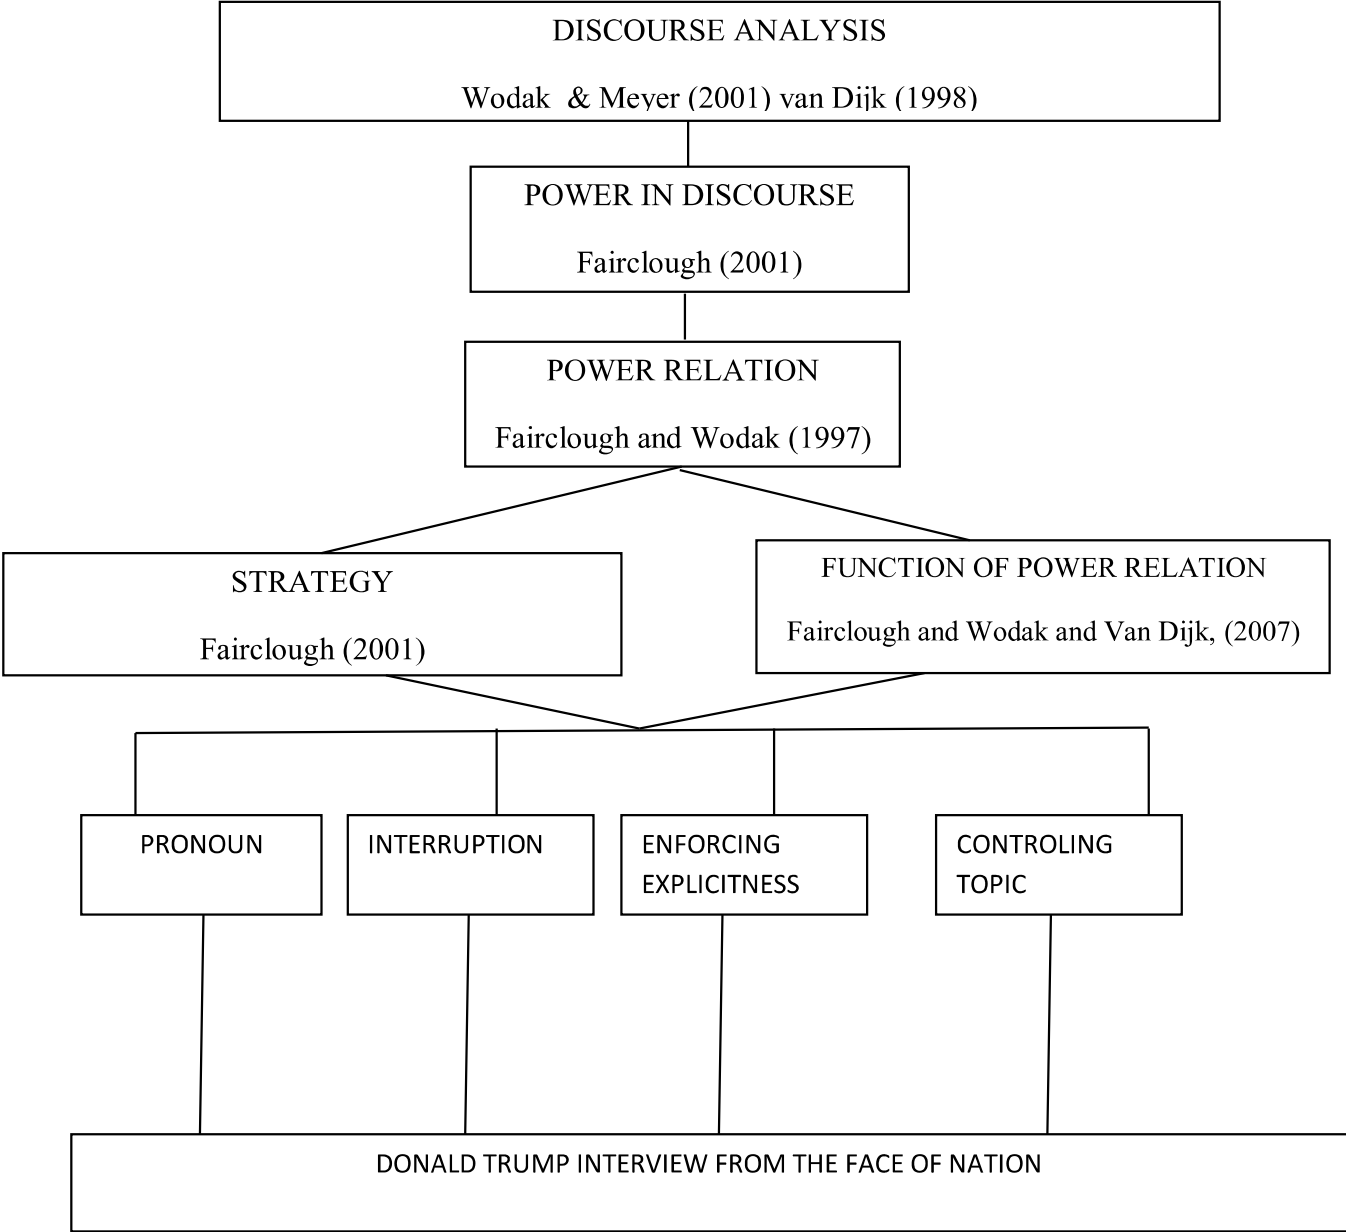 DISCOURSE ANALYSIS
Wodak & Meyer (2001) van Dijk (1998)
POWER IN DISCOURSE
Fairclough (2001)
POWER RELATION
Fairclough and Wodak (1997)
STRATEGY
Fairclough (2001)
FUNCTION OF POWER RELATION
Fairclough and Wodak and Van Dijk, (2007)
PRONOUN
INTERRUPTION
ENFORCING
EXPLICITNESS
CONTROLING
TOPIC
DONALD TRUMP INTERVIEW FROM THE FACE OF NATION